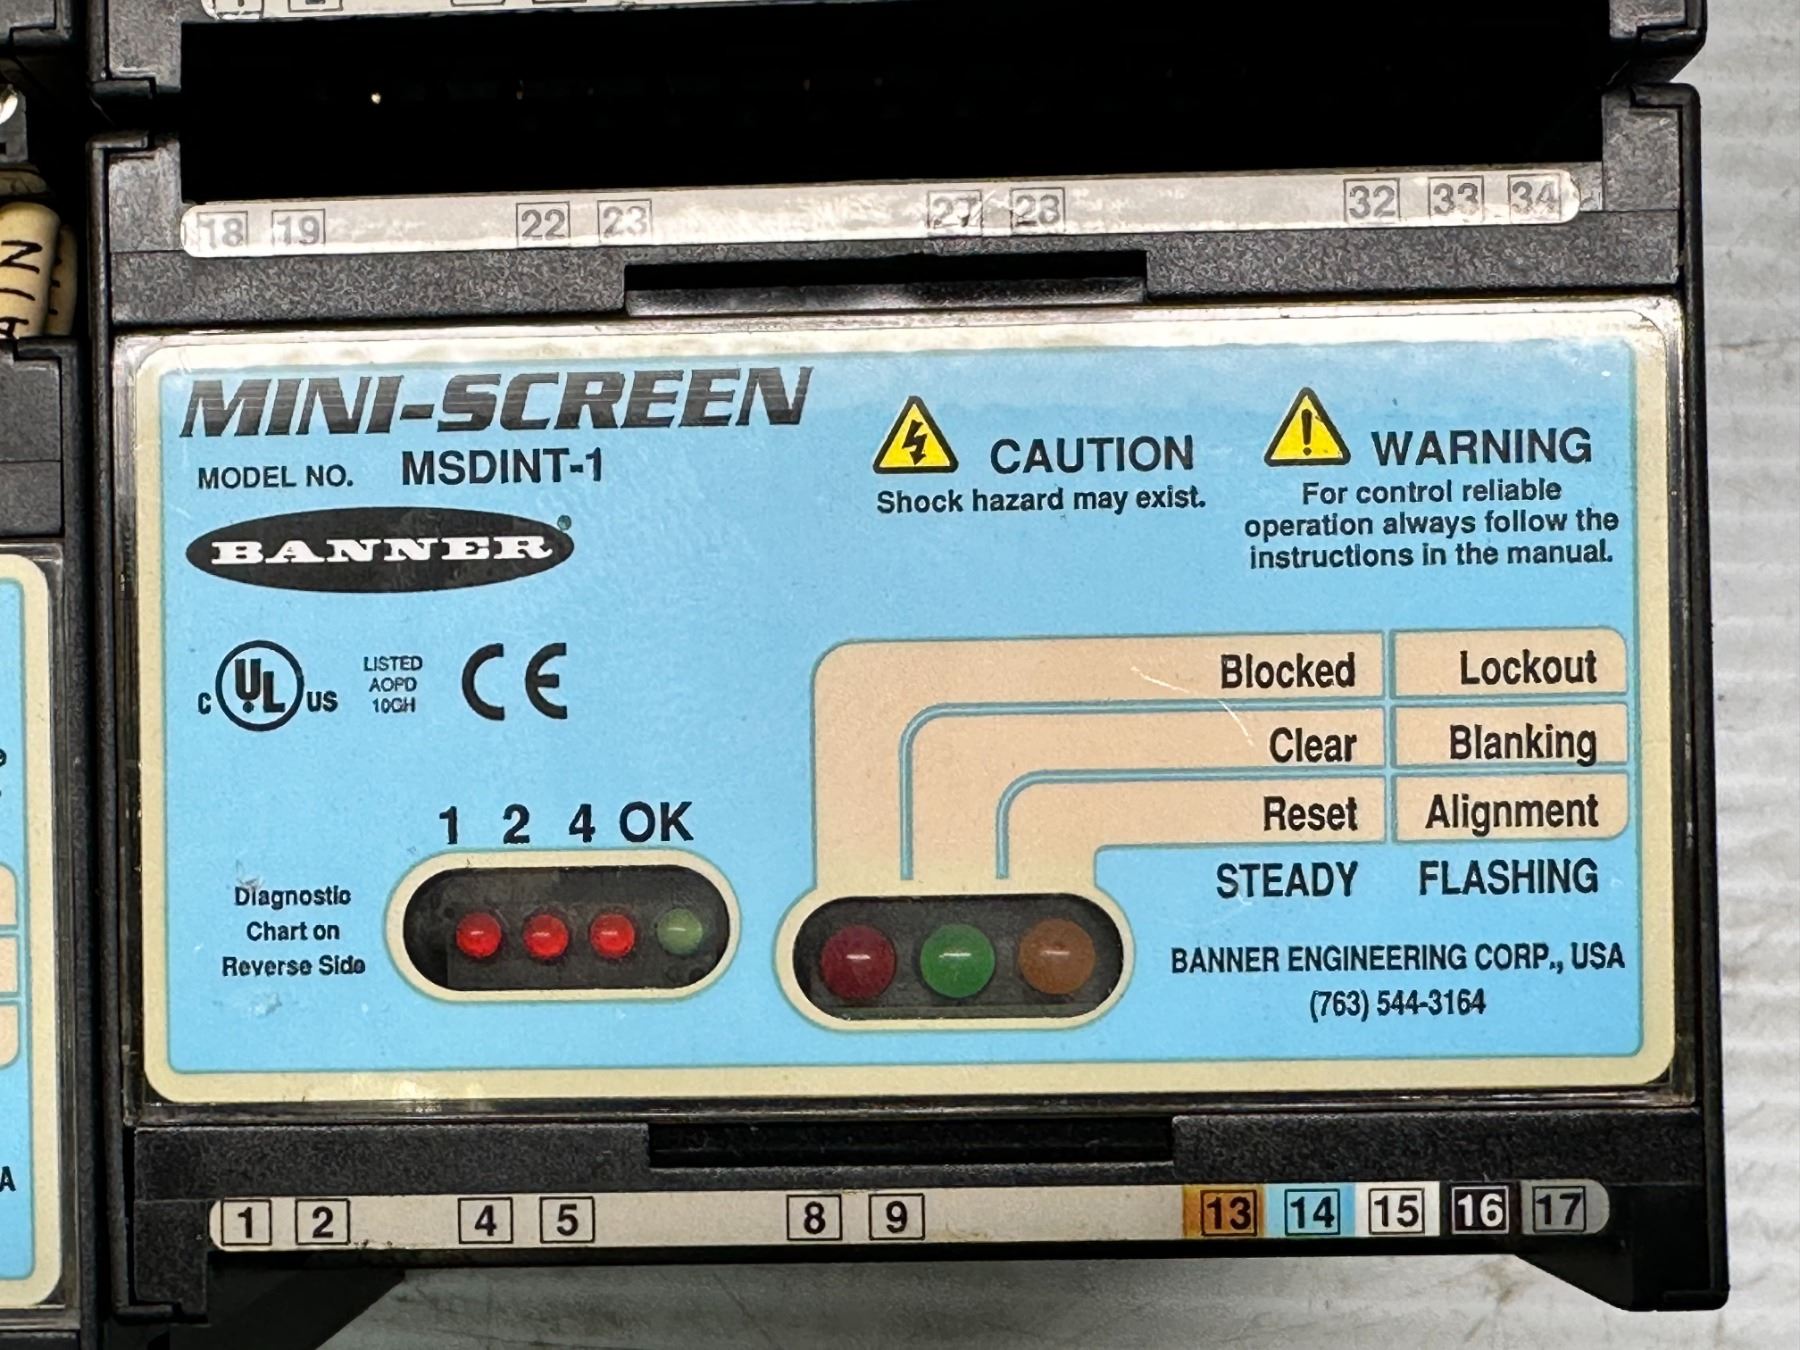 18 19 22 23 27 28 32 33 34
MINI-SCREEN
MODEL NO. MSDINT-1
BANNER®
CAUTION
Shock hazard may exist.
WARNING
For control reliable
operation always follow the
instructions in the manual.
C UL US
LISTED
AOPD
10GH
CE
Blocked Lockout
Clear Blanking
Reset Alignment
STEADY FLASHING
1 2 4 OK
Diagnostic
Chart on
Reverse Side
BANNER ENGINEERING CORP., USA
(763) 544-3164
1 2 4 5 8 9 13 14 15 16 17